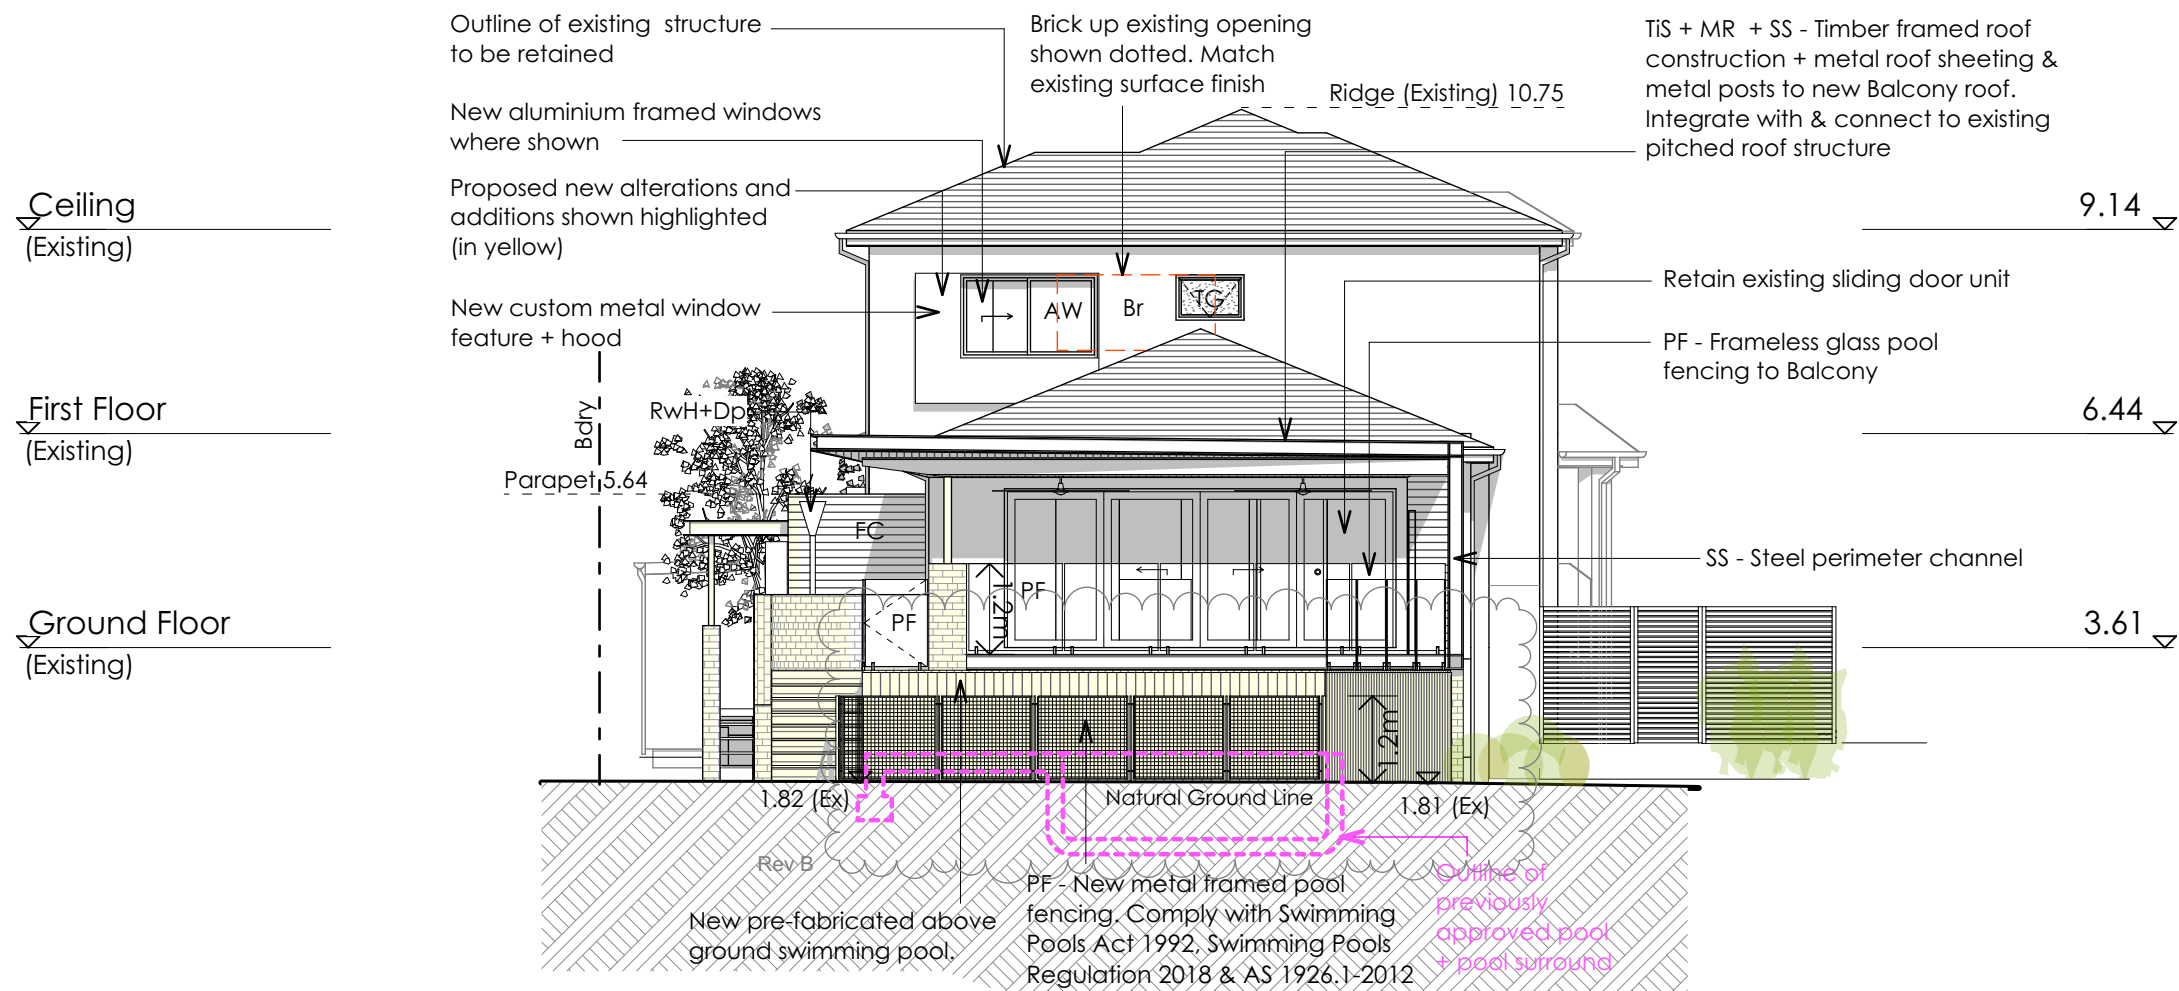 Outline of existing structure
to be retained
Brick up existing opening
shown dotted. Match
existing surface finish
TiS + MR + SS - Timber framed roof
construction + metal roof sheeting &
metal posts to new Balcony roof.
Integrate with & connect to existing
pitched roof structure
Ridge (Existing) 10.75
New aluminium framed windows
where shown
Proposed new alterations and
additions shown highlighted
(in yellow)
Ceiling
(Existing)
9.14
New custom metal window
feature + hood
AW
Br
TG
Retain existing sliding door unit
PF - Frameless glass pool
fencing to Balcony
First Floor
(Existing)
6.44
Bdry
RwH+Dp
Parapet 5.64
FC
SS - Steel perimeter channel
1.2m
PF
PF
Ground Floor
(Existing)
3.61
1.2m
1.82 (Ex)
Natural Ground Line
1.81 (Ex)
Rev B
New pre-fabricated above
ground swimming pool.
PF - New metal framed pool
fencing. Comply with Swimming
Pools Act 1992, Swimming Pools
Regulation 2018 & AS 1926.1-2012
Outline of
previously
approved pool
+ pool surround